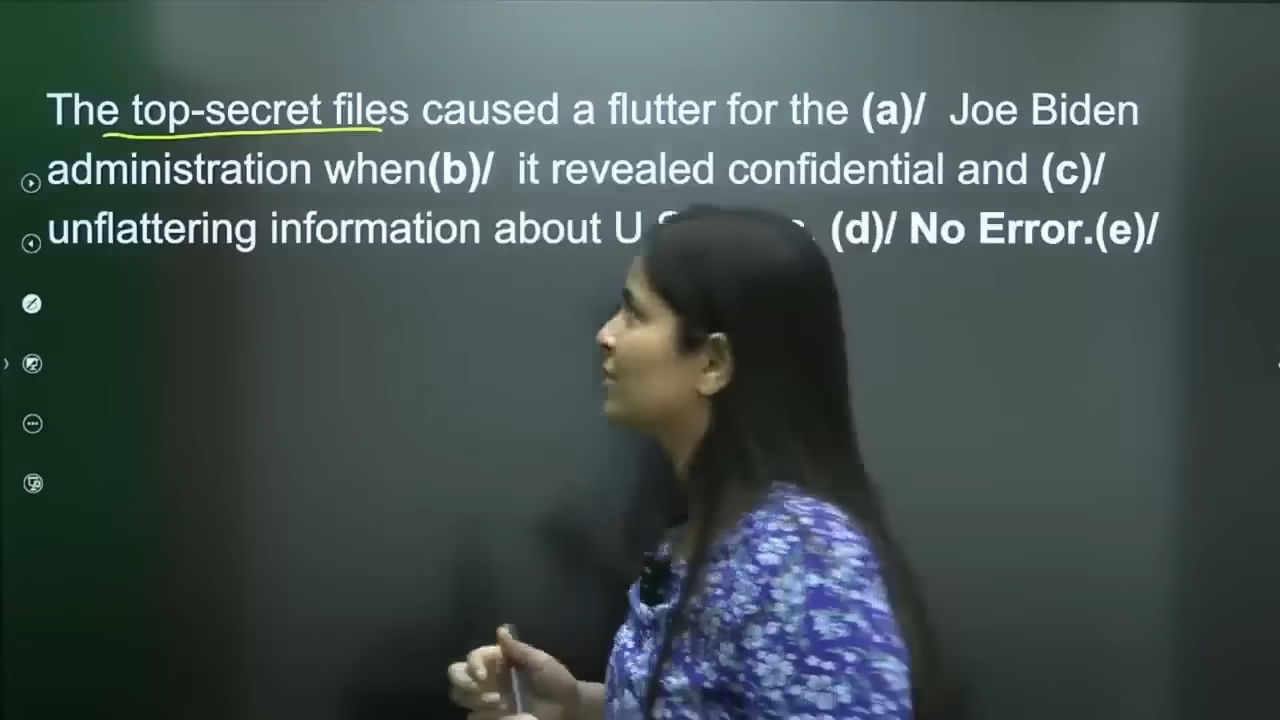 The top-secret files caused a flutter for the (a)/ Joe Biden
administration when(b)/ it revealed confidential and (c)/
unflattering information about U (d)/ No Error.(e)/